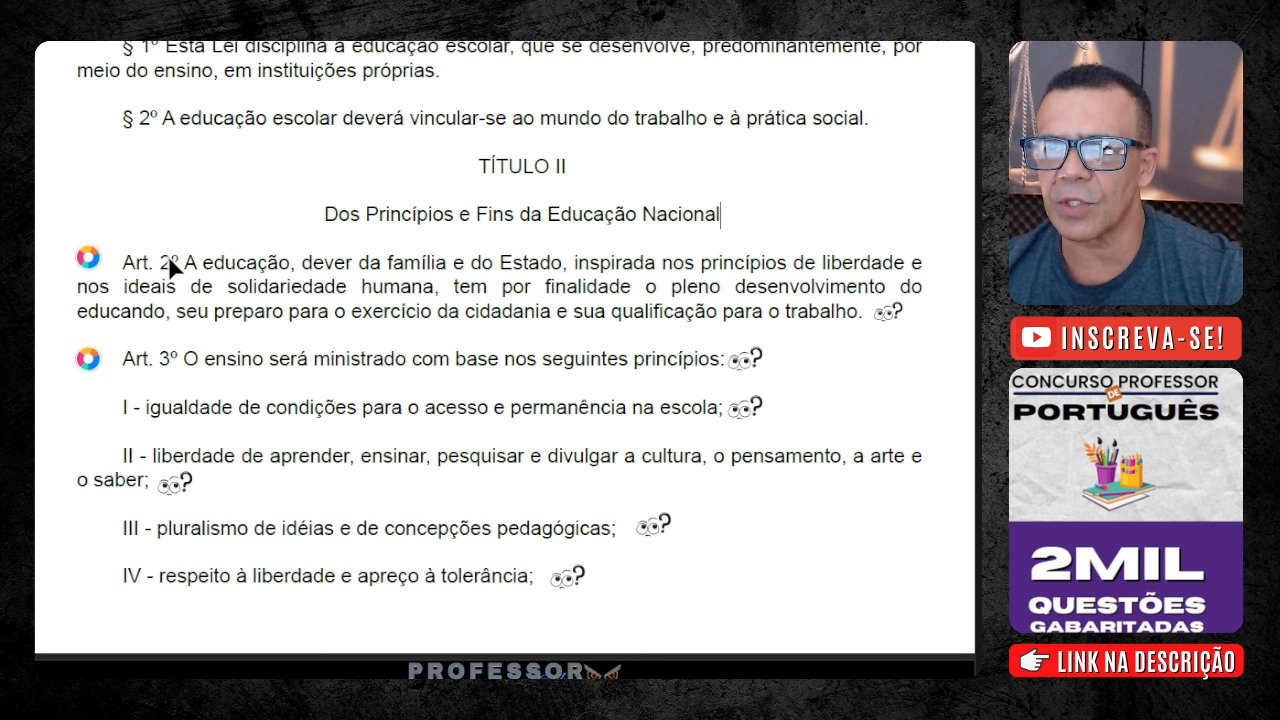 § 1º Esta Lei disciplina a educação escolar, que se desenvolve, predominantemente, por
meio do ensino, em instituições próprias.
§ 2º A educação escolar deverá vincular-se ao mundo do trabalho e à prática social.
TÍTULO II
Dos Princípios e Fins da Educação Nacional
Art. 2º A educação, dever da família e do Estado, inspirada nos princípios de liberdade e
nos ideais de solidariedade humana, tem por finalidade o pleno desenvolvimento do
educando, seu preparo para o exercício da cidadania e sua qualificação para o trabalho.
Art. 3º O ensino será ministrado com base nos seguintes princípios:
I - igualdade de condições para o acesso e permanência na escola;
II - liberdade de aprender, ensinar, pesquisar e divulgar a cultura, o pensamento, a arte e
o saber;
III - pluralismo de idéias e de concepções pedagógicas;
IV - respeito à liberdade e apreço à tolerância;
PROFESSOR
INSCREVA-SE!
CONCURSO PROFESSOR
DE
PORTUGUÊS
2MIL
QUESTÕES
GABARITADAS
LINK NA DESCRIÇÃO